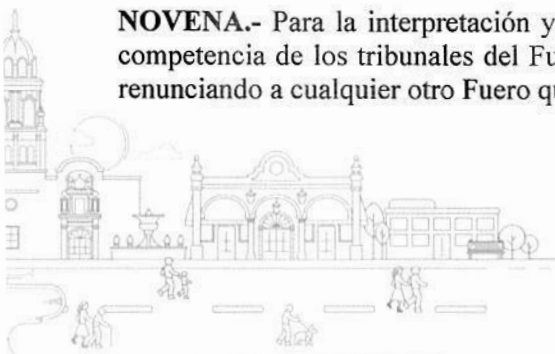 NOVENA.- Para la interpretación y
competencia de los tribunales del Fu
renunciando a cualquier otro Fuero qu